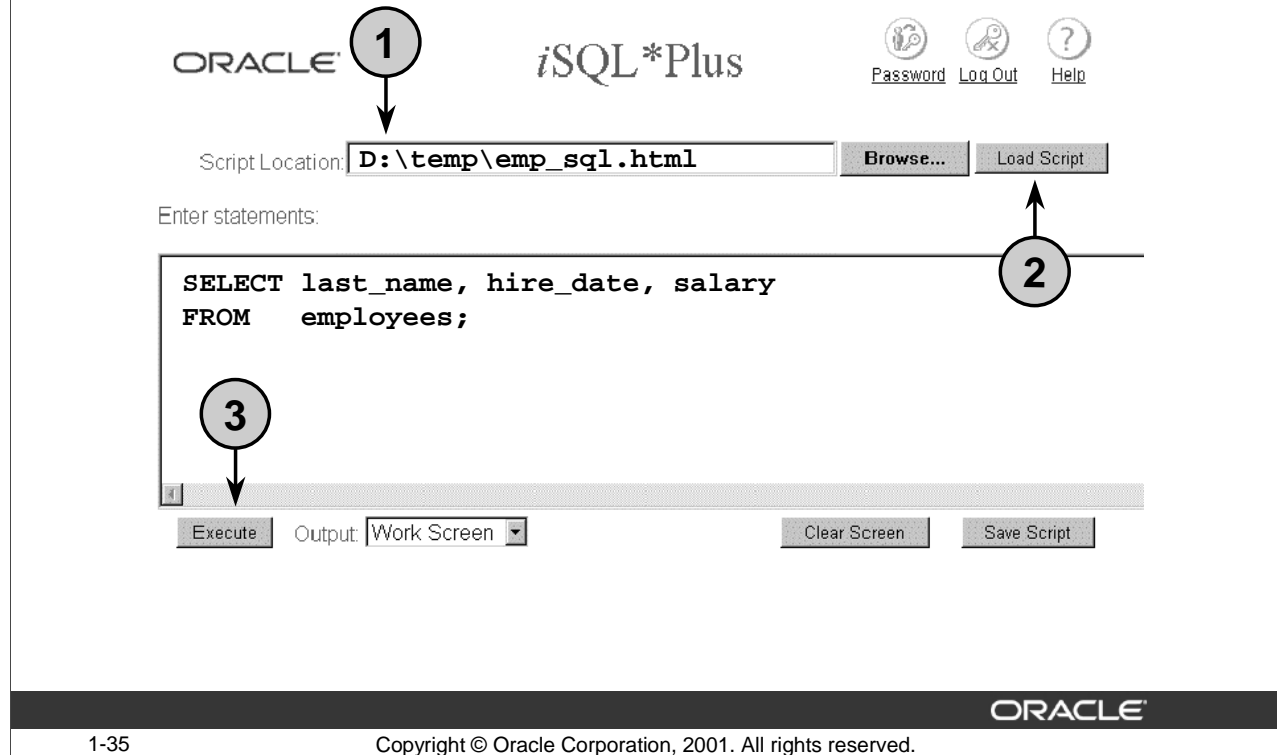 1
ORACLE
iSQL*Plus
Password Log Out Help
Script Location: D:\temp\emp_sql.html Browse... Load Script
Enter statements:
2
SELECT last_name, hire_date, salary
FROM employees;
3
Execute Output: Work Screen Clear Screen Save Script
ORACLE
1-35 Copyright © Oracle Corporation, 2001. All rights reserved.